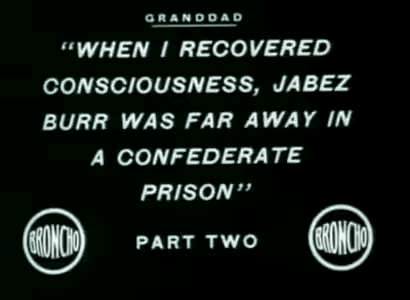 GRANDDAD
"WHEN I RECOVERED
CONSCIOUSNESS, JABEZ
BURR WAS FAR AWAY IN
A CONFEDERATE
PRISON"
BRONCHO PART TWO BRONCHO